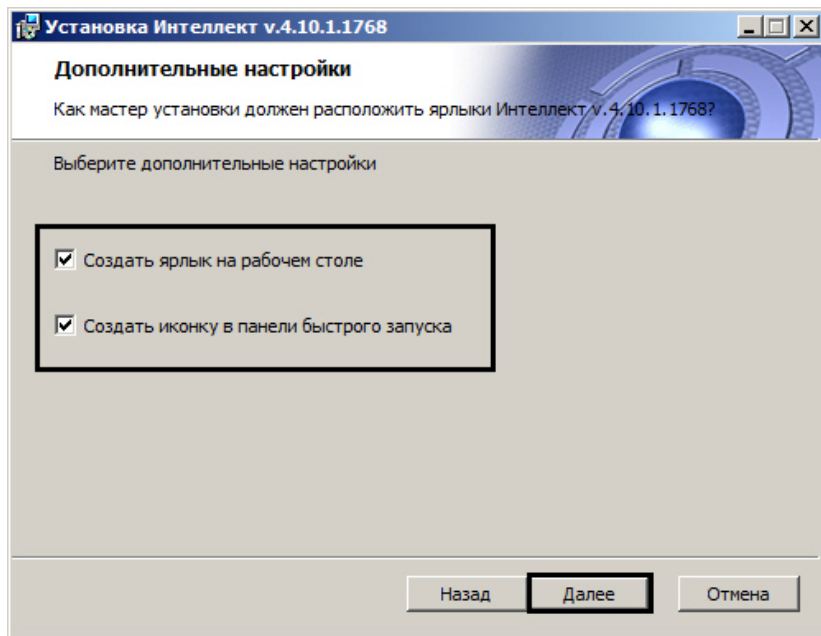 Установка Интеллект v.4.10.1.1768
Дополнительные настройки
Как мастер установки должен расположить ярлыки Интеллект v.4.10.1.1768?
Выберите дополнительные настройки
Создать ярлык на рабочем столе
Создать иконку в панели быстрого запуска
Назад Далее Отмена